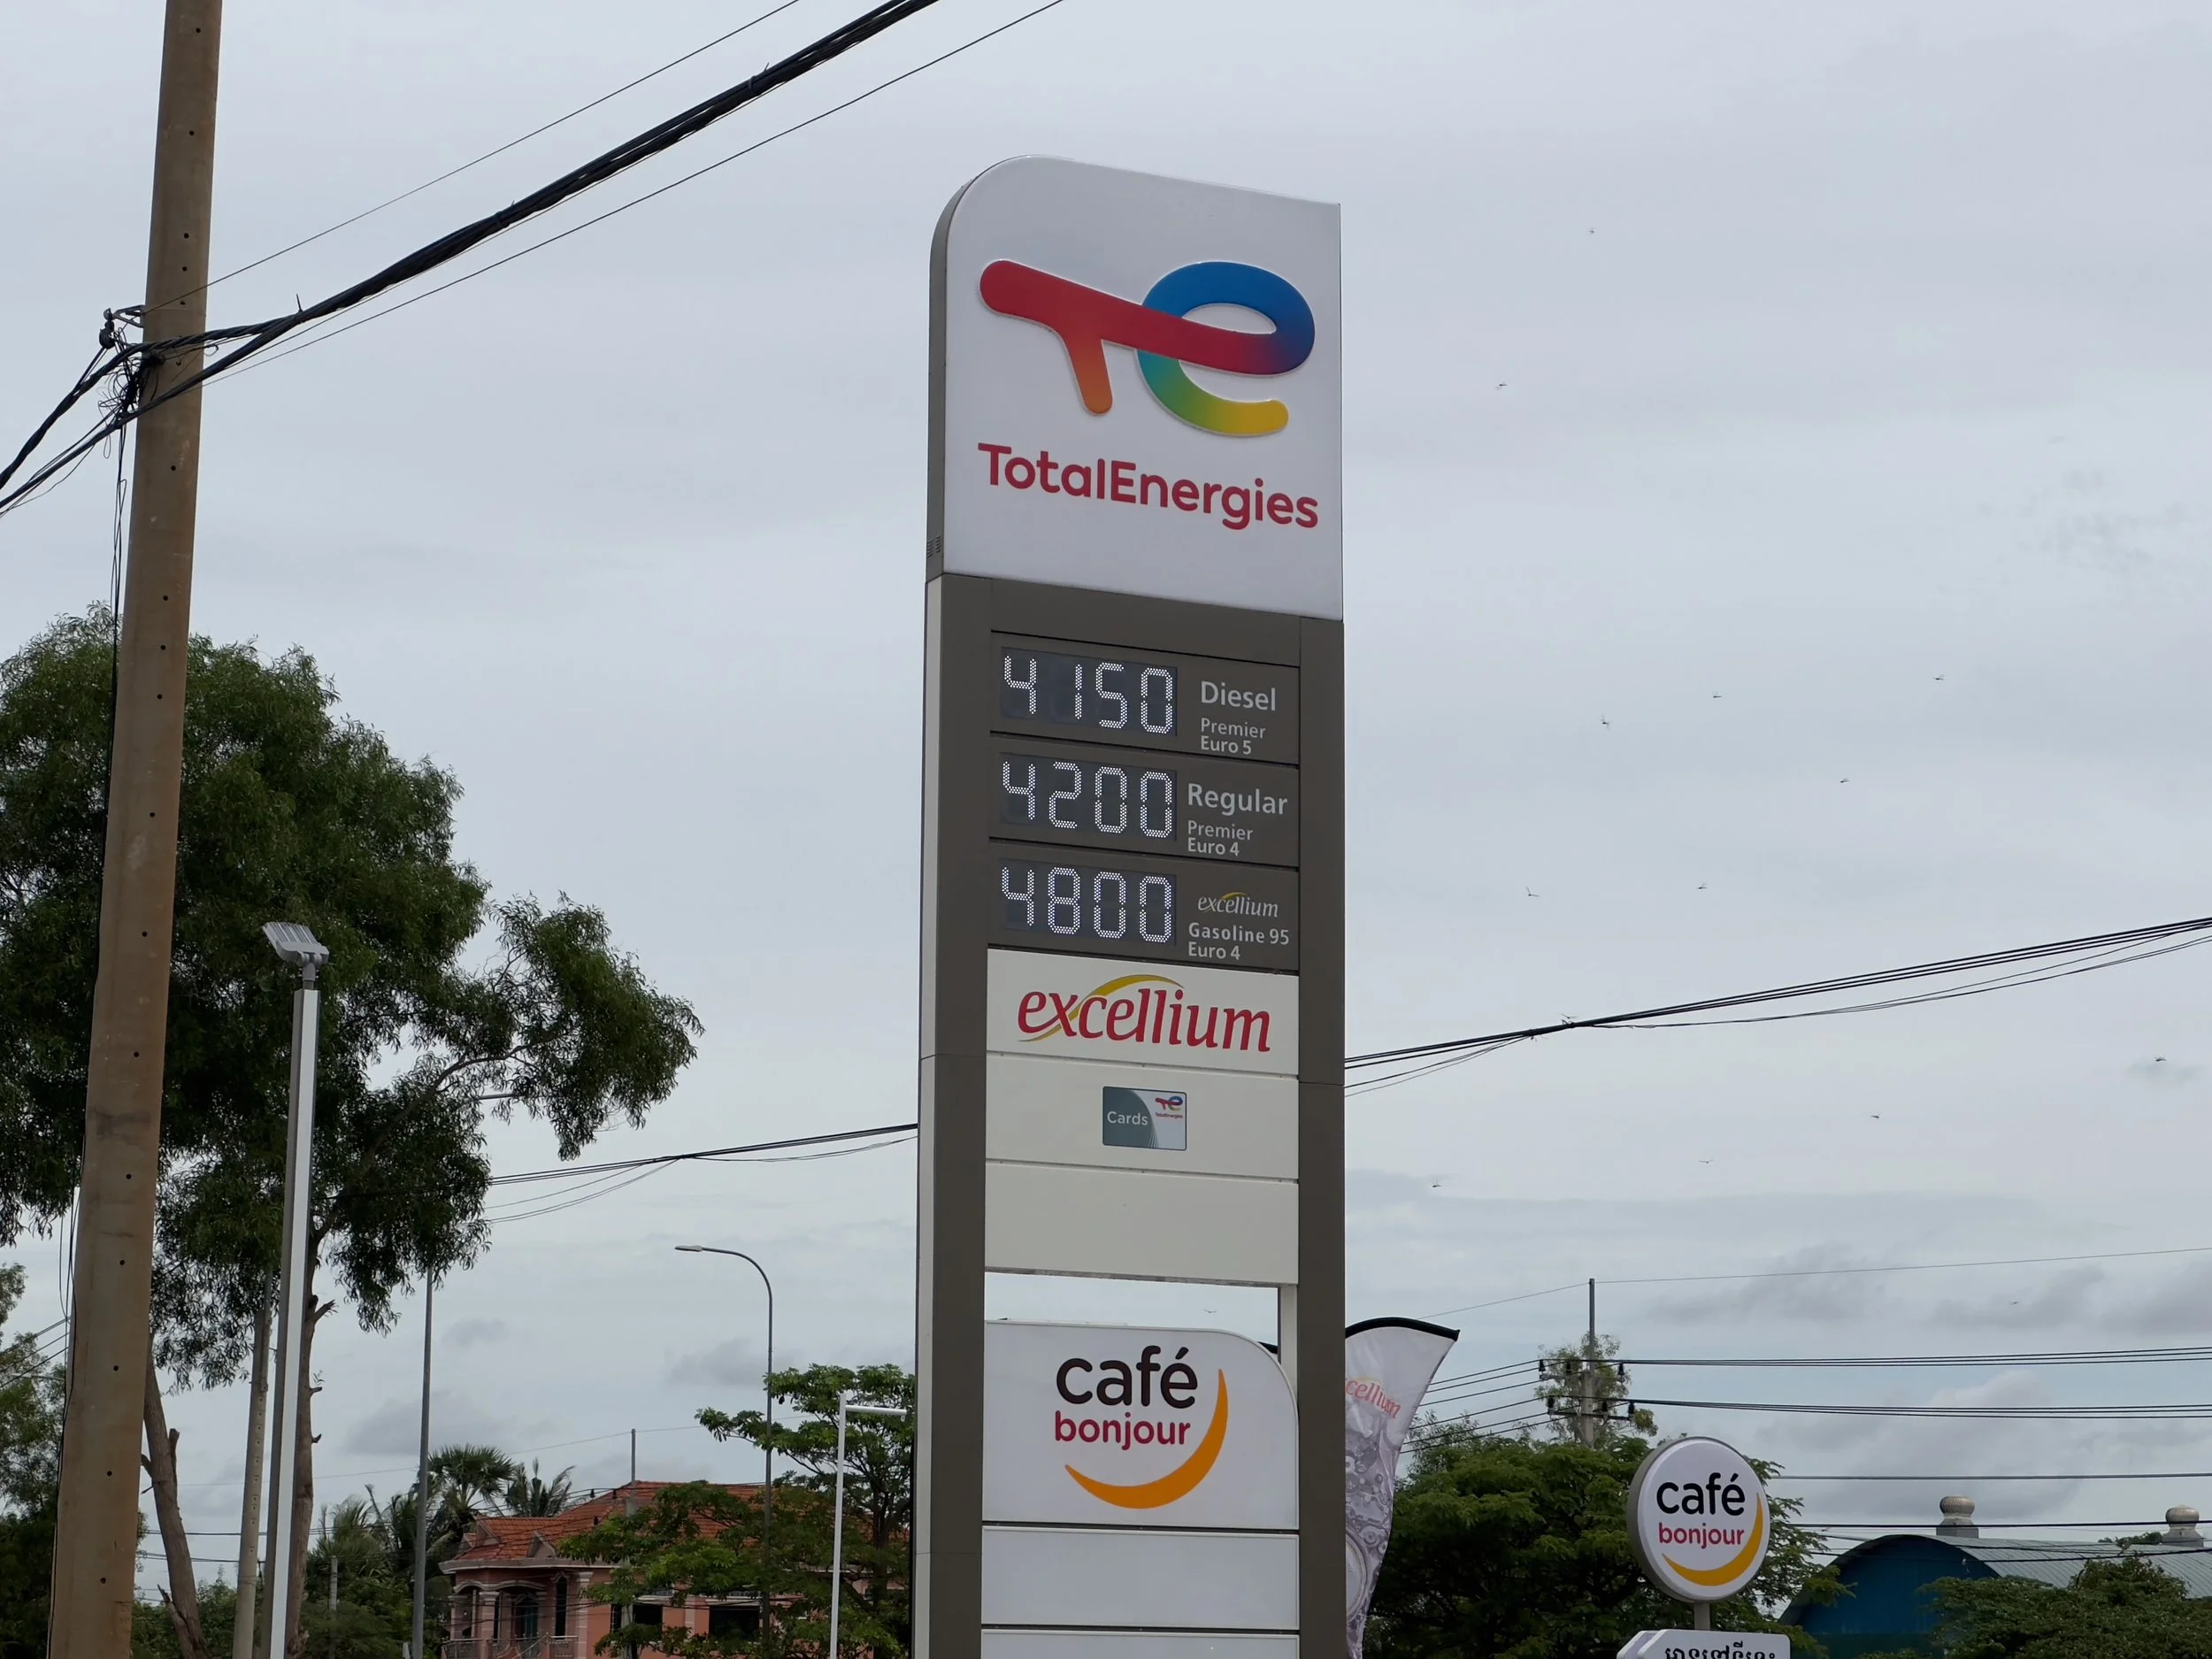 TotalEnergies
4150 Diesel
Premier
Euro 5
4200 Regular
Premier
Euro 4
4800 excellium
Gasoline 95
Euro 4
excellium
Cards
TotalEnergies
café
bonjour
cellium
café
bonjour